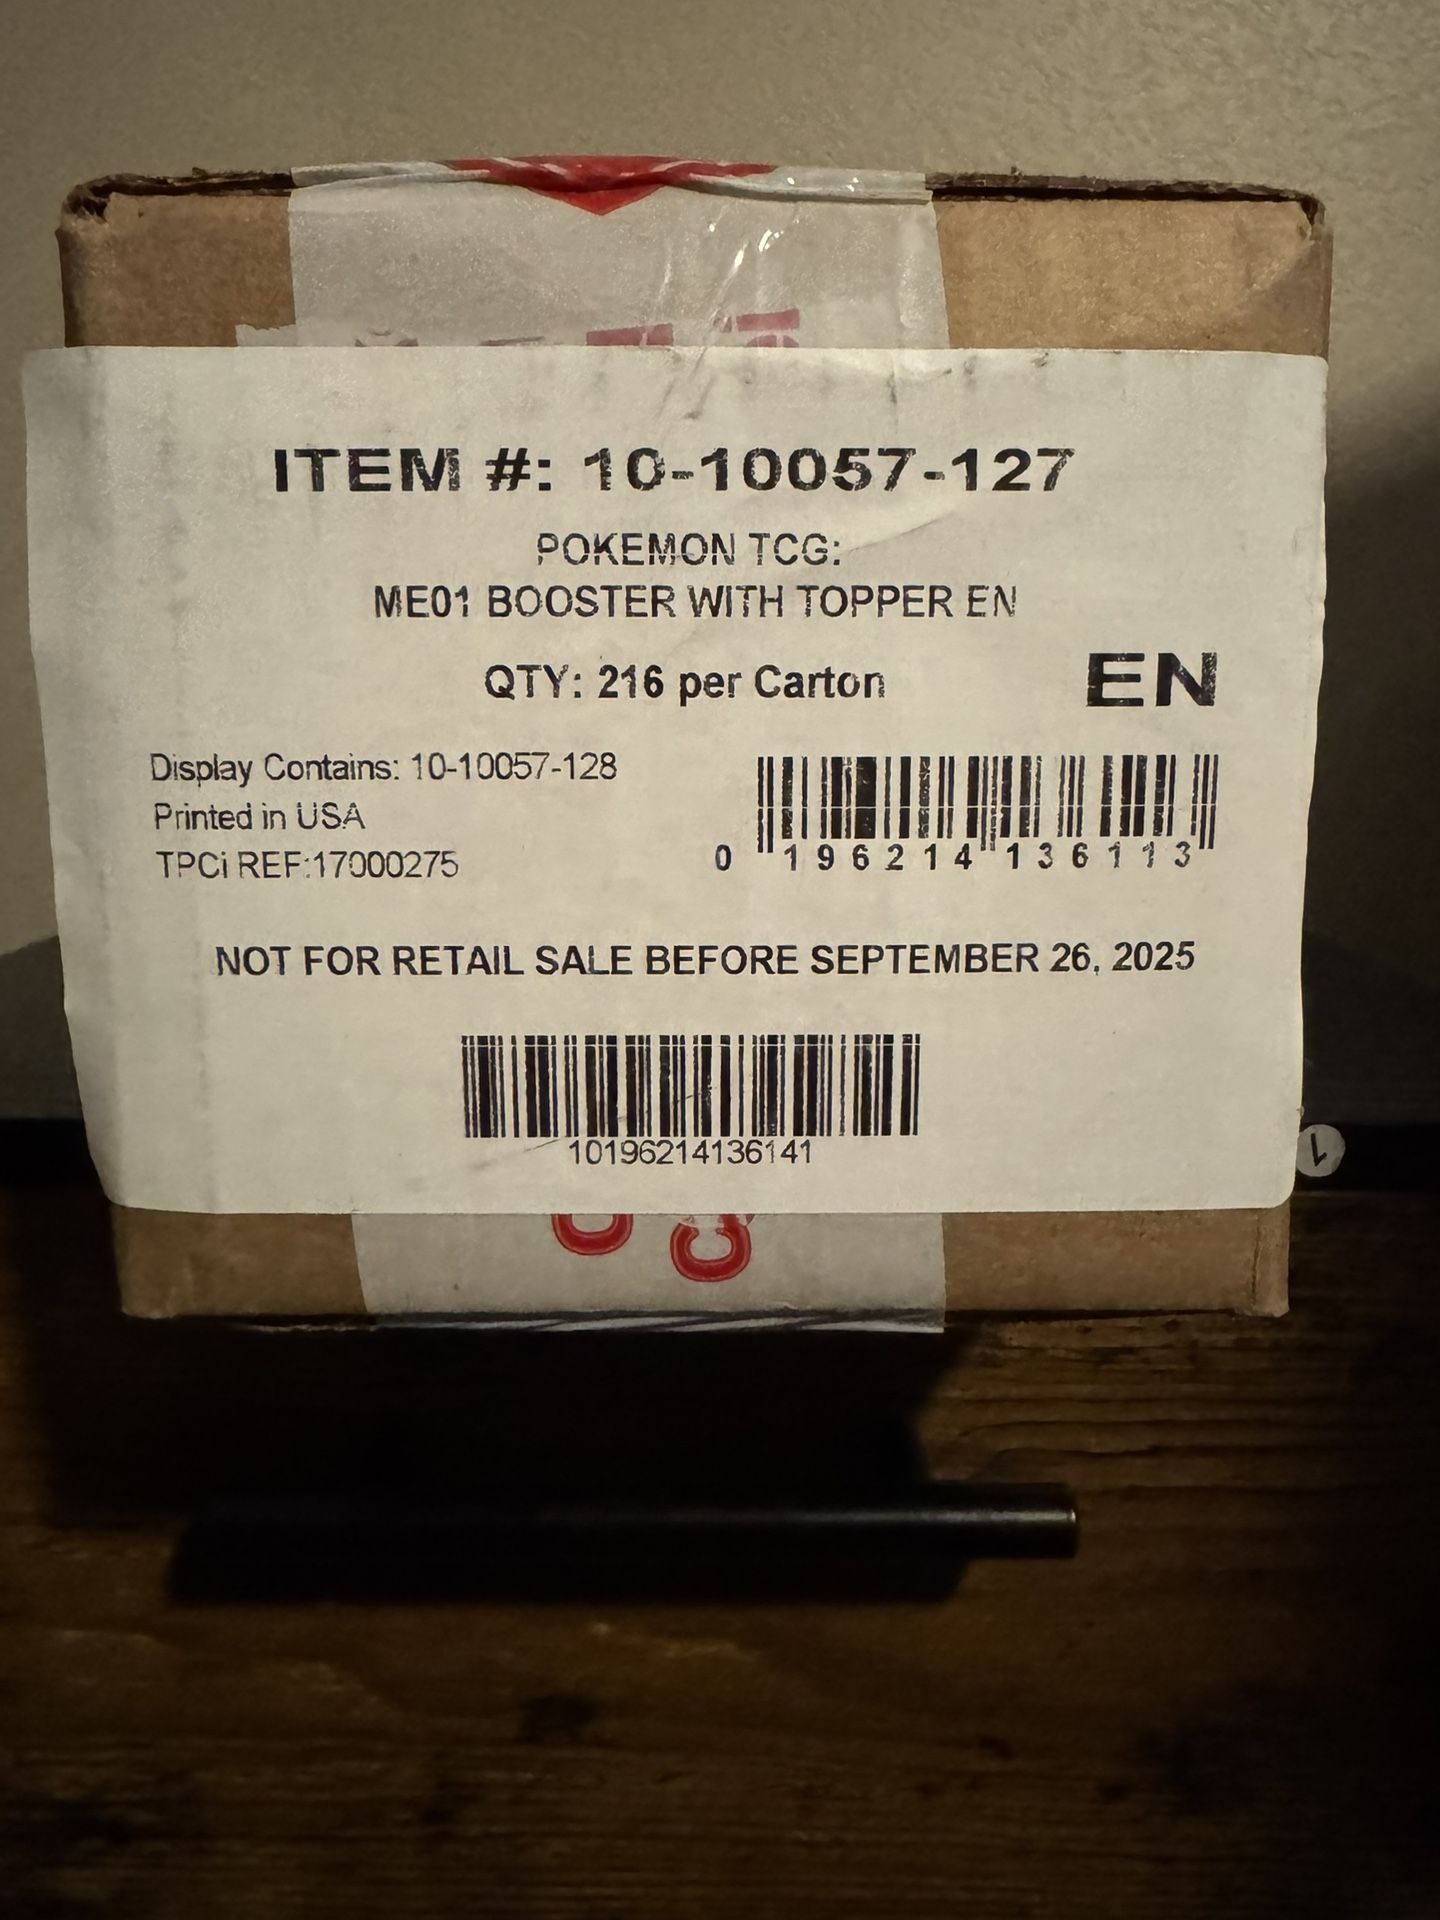 ITEM #: 10-10057-127
POKEMON TCG:
ME01 BOOSTER WITH TOPPER EN
QTY: 216 per Carton
EN
Display Contains: 10-10057-128
Printed in USA
TPCi REF:17000275
0 196214 136113
NOT FOR RETAIL SALE BEFORE SEPTEMBER 26, 2025
10196214136141